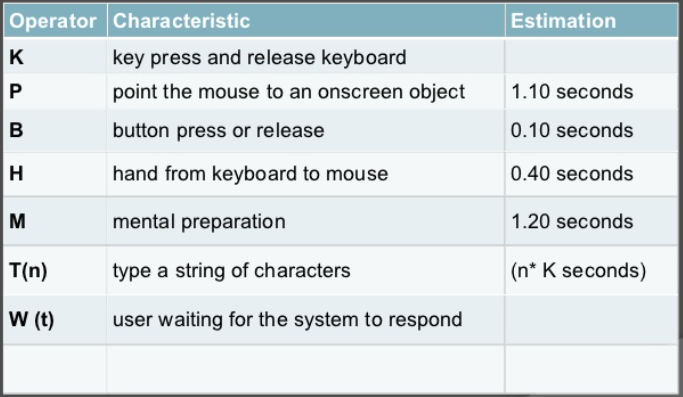 Operator Characteristic Estimation
K key press and release keyboard
P point the mouse to an onscreen object 1.10 seconds
B button press or release 0.10 seconds
H hand from keyboard to mouse 0.40 seconds
M mental preparation 1.20 seconds
T(n) type a string of characters (n* K seconds)
W (t) user waiting for the system to respond